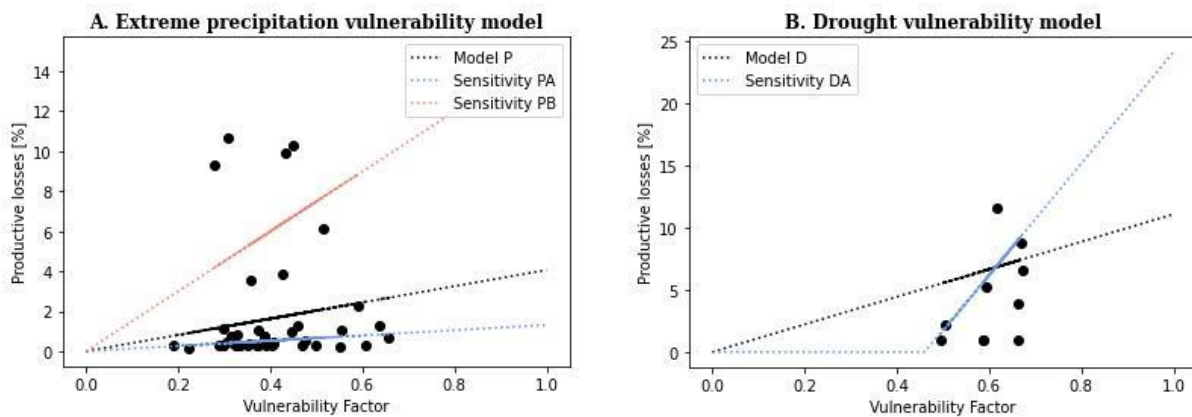 A. Extreme precipitation vulnerability model
Model P
Sensitivity PA
Sensitivity PB
Productive losses [%]
14
12
10
8
6
4
2
0
0.0 0.2 0.4 0.6 0.8 1.0
Vulnerability Factor
B. Drought vulnerability model
Model D
Sensitivity DA
Productive losses [%]
25
20
15
10
5
0
0.0 0.2 0.4 0.6 0.8 1.0
Vulnerability Factor